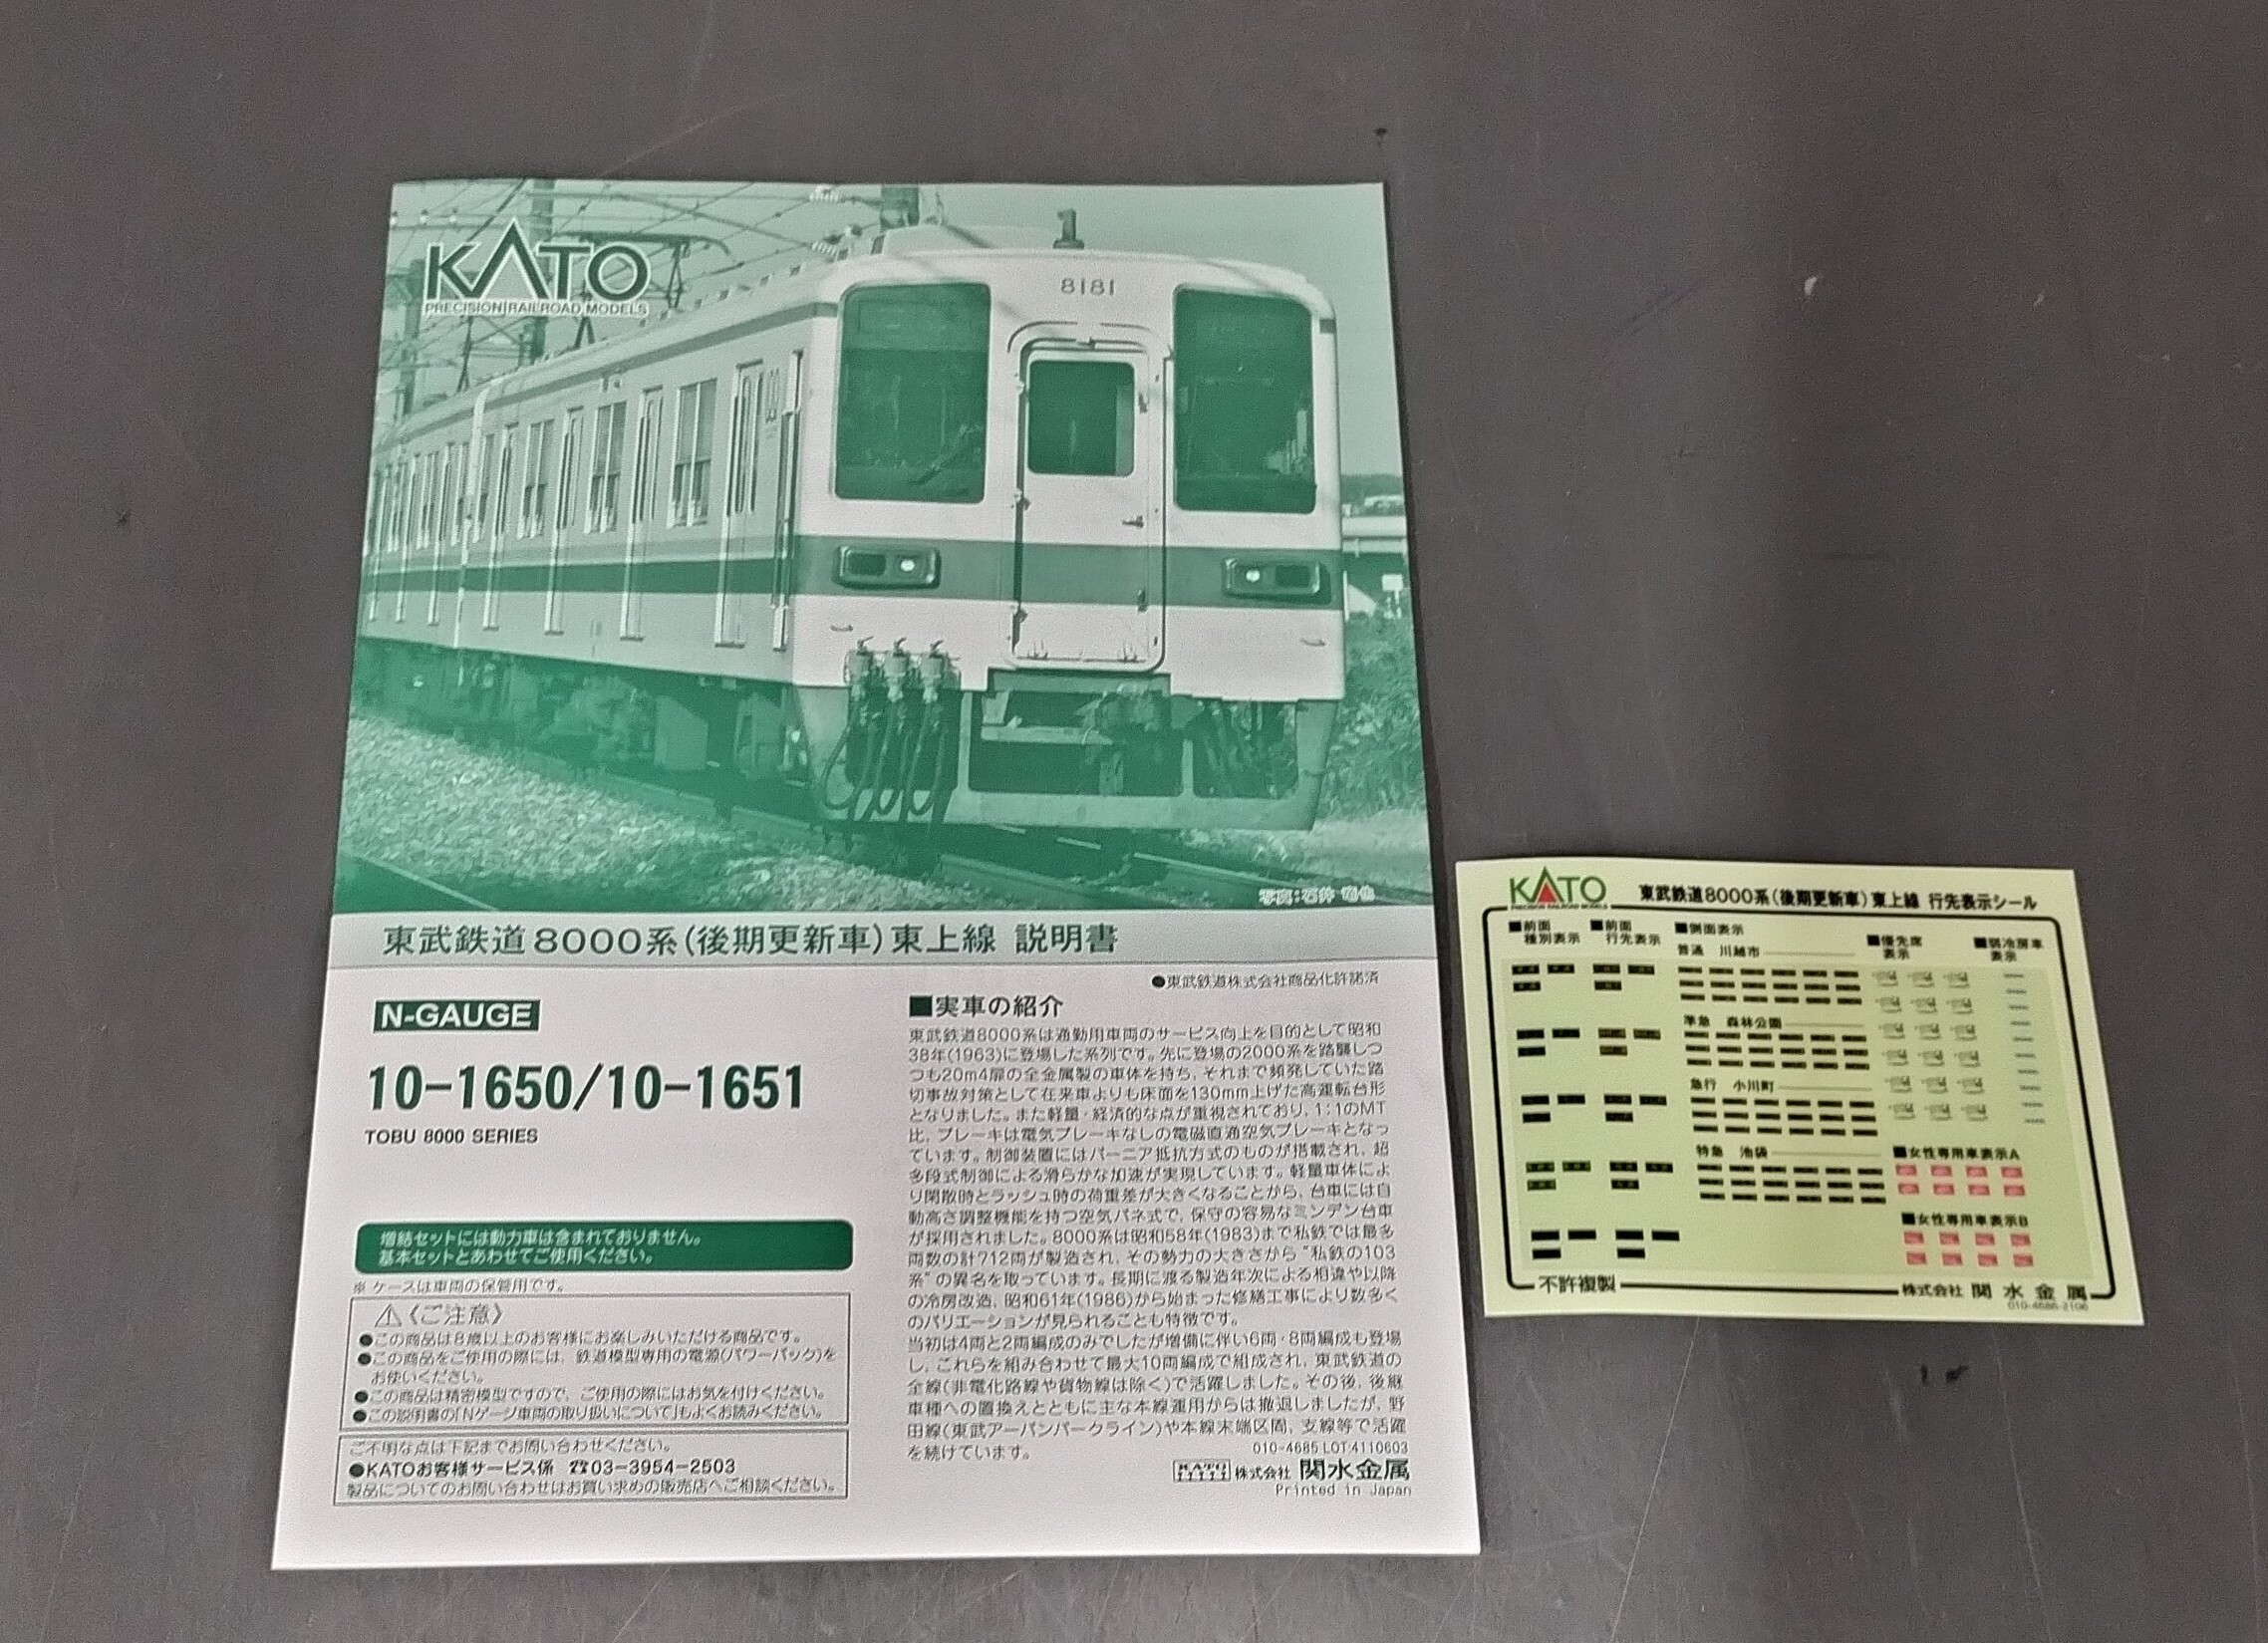 KATO
PRECISION RAILROAD MODELS
8181
写真:石井
東武鉄道8000系(後期更新車)東上線 説明書
●東武鉄道株式会社商品化許諾済
N-GAUGE
10-1650/10-1651
TOBU 8000 SERIES
増結セットには動力車は含まれておりません。
基本セットとあわせてご使用ください。
※ ケースは車両の保管用です。
⚠《ご注意》
●この商品は8歳以上のお客様にお楽しみいただける商品です。
●この商品をご使用の際には、鉄道模型専用の電源(パワーパック)を
お使いください。
●この商品は精密模型ですので、ご使用の際にはお気を付けください。
●この説明書の「Nゲージ車両の取り扱いについて」もよくお読みください。
ご不明な点は下記までお問い合わせください。
●KATOお客様サービス係 ☎03-3954-2503
製品についてのお問い合わせはお買い求めの販売店へご相談ください。
■実車の紹介
東武鉄道8000系は通勤用車両のサービス向上を目的として昭和
38年(1963)に登場した系列です。先に登場の2000系を踏襲しつ
つも20m4扉の全金属製の車体を持ち、それまで頻発していた踏
切事故対策として在来車よりも床面を130mm上げた高運転台形
となりました。また軽量・経済的な点が重視されており、1:1のMT
比、ブレーキは電気ブレーキなしの電磁直通空気ブレーキとなっ
ています。制御装置にはバーニア抵抗方式のものが搭載され、超
多段式制御による滑らかな加速が実現しています。軽量車体によ
り閑散時とラッシュ時の荷重差が大きくなることから、台車には自
動高さ調整機能を持つ空気バネ式で、保守の容易なミンデン台車
が採用されました。8000系は昭和58年(1983)まで私鉄では最多
両数の計712両が製造され、その勢力の大きさから“私鉄の103
系”の異名を取っています。長期に渡る製造年次による相違や以降
の冷房改造、昭和61年(1986)から始まった修繕工事により数多く
のバリエーションが見られることも特徴です。
当初は4両と2両編成のみでしたが増備に伴い6両・8両編成も登場
し、これらを組み合わせて最大10両編成で組成され、東武鉄道の
全線(非電化路線や貨物線は除く)で活躍しました。その後、後継
車種への置換えとともに主な本線運用からは撤退しましたが、野
田線(東武アーバンパークライン)や本線末端区間、支線等で活躍
を続けています。
010-4685 LOT:4110603
KATO 株式会社 関水金属
Printed in Japan
KATO
PRECISION RAILROAD MODELS
東武鉄道8000系(後期更新車)東上線 行先表示シール
■前面
種別表示
■前面
行先表示
■側面表示
普通 川越市
準急 森林公園
急行 小川町
特急 池袋
■優先席
表示
■弱冷房車
表示
■女性専用車表示A
■女性専用車表示B
不許複製
株式会社 関水金属
010-4686-2106